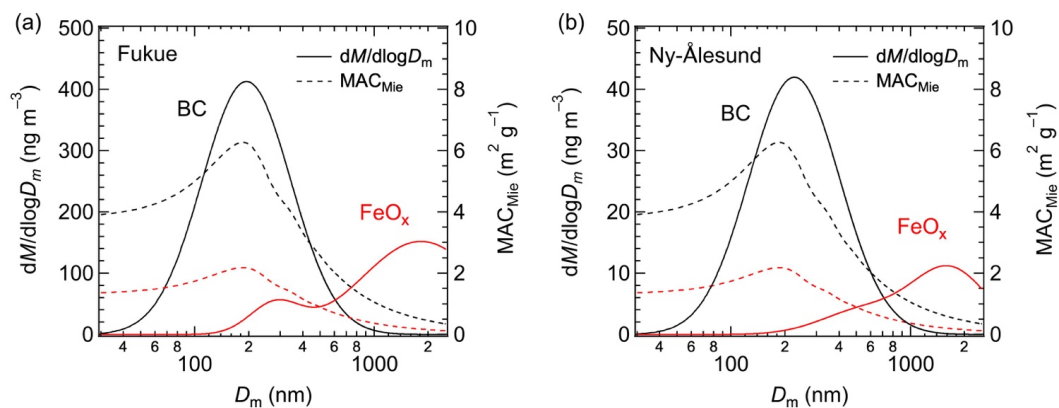 (a)
Fukue
dM/dlogDm
MACMie
BC
FeOx
500
400
300
200
100
0
dM/dlogDm (ng m−3)
10
8
6
4
2
0
MACMie (m2 g−1)
4 6 8 100 2 4 6 8 1000 2
Dm (nm)
(b)
Ny-Ålesund
dM/dlogDm
MACMie
BC
FeOx
50
40
30
20
10
0
dM/dlogDm (ng m−3)
10
8
6
4
2
0
MACMie (m2 g−1)
4 6 8 100 2 4 6 8 1000 2
Dm (nm)